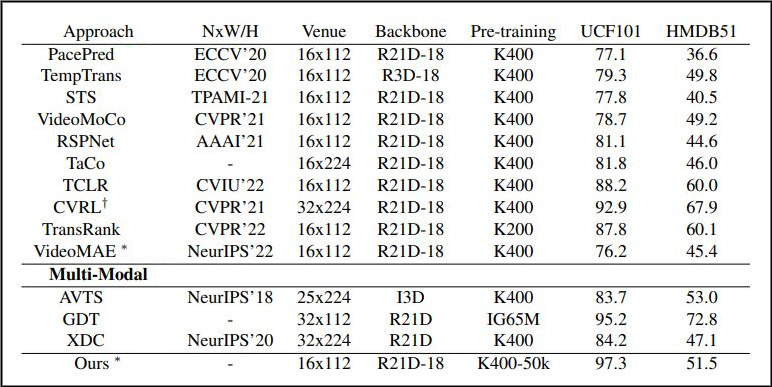 Approach NxW/H Venue Backbone Pre-training UCF101 HMDB51
PacePred ECCV'20 16x112 R21D-18 K400 77.1 36.6
TempTrans ECCV'20 16x112 R3D-18 K400 79.3 49.8
STS TPAMI-21 16x112 R21D-18 K400 77.8 40.5
VideoMoCo CVPR'21 16x112 R21D-18 K400 78.7 49.2
RSPNet AAAI'21 16x112 R21D-18 K400 81.1 44.6
TaCo - 16x224 R21D-18 K400 81.8 46.0
TCLR CVIU'22 16x112 R21D-18 K400 88.2 60.0
CVRL† CVPR'21 32x224 R21D-18 K400 92.9 67.9
TransRank CVPR'22 16x112 R21D-18 K200 87.8 60.1
VideoMAE * NeurIPS'22 16x112 R21D-18 K400 76.2 45.4
Multi-Modal
AVTS NeurIPS'18 25x224 I3D K400 83.7 53.0
GDT - 32x112 R21D IG65M 95.2 72.8
XDC NeurIPS'20 32x224 R21D K400 84.2 47.1
Ours * - 16x112 R21D-18 K400-50k 97.3 51.5